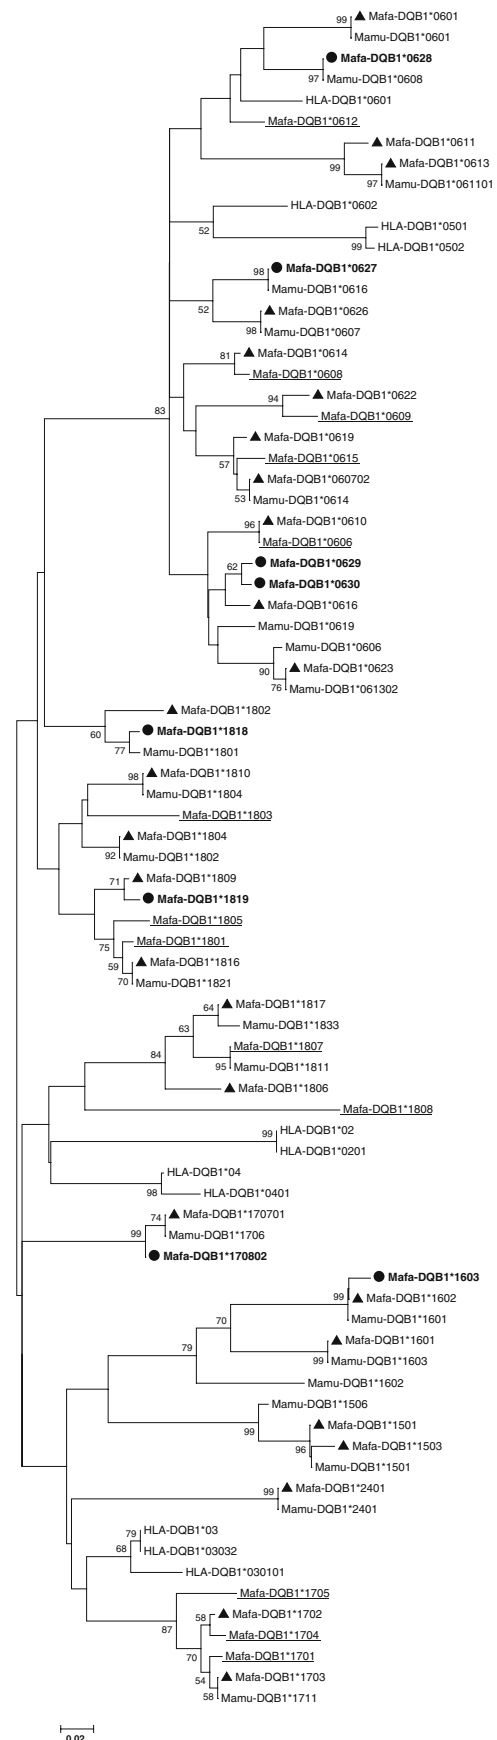 99 ▲ Mafa-DQB1*0601
Mamu-DQB1*0601
● Mafa-DQB1*0628
97 Mamu-DQB1*0608
HLA-DQB1*0601
Mafa-DQB1*0612
▲ Mafa-DQB1*0611
99 ▲ Mafa-DQB1*0613
97 Mamu-DQB1*061101
HLA-DQB1*0602
52 HLA-DQB1*0501
99 HLA-DQB1*0502
98 ● Mafa-DQB1*0627
Mamu-DQB1*0616
52 ▲ Mafa-DQB1*0626
98 Mamu-DQB1*0607
81 ▲ Mafa-DQB1*0614
Mafa-DQB1*0608
94 ▲ Mafa-DQB1*0622
83 Mafa-DQB1*0609
▲ Mafa-DQB1*0619
57 Mafa-DQB1*0615
▲ Mafa-DQB1*060702
53 Mamu-DQB1*0614
96 ▲ Mafa-DQB1*0610
Mafa-DQB1*0606
62 ● Mafa-DQB1*0629
● Mafa-DQB1*0630
▲ Mafa-DQB1*0616
Mamu-DQB1*0619
Mamu-DQB1*0606
90 ▲ Mafa-DQB1*0623
76 Mamu-DQB1*061302
▲ Mafa-DQB1*1802
60 ● Mafa-DQB1*1818
77 Mamu-DQB1*1801
98 ▲ Mafa-DQB1*1810
Mamu-DQB1*1804
Mafa-DQB1*1803
▲ Mafa-DQB1*1804
92 Mamu-DQB1*1802
71 ▲ Mafa-DQB1*1809
● Mafa-DQB1*1819
Mafa-DQB1*1805
75 Mafa-DQB1*1801
59 ▲ Mafa-DQB1*1816
70 Mamu-DQB1*1821
64 ▲ Mafa-DQB1*1817
63 Mamu-DQB1*1833
84 Mafa-DQB1*1807
95 Mamu-DQB1*1811
▲ Mafa-DQB1*1806
Mafa-DQB1*1808
99 HLA-DQB1*02
HLA-DQB1*0201
HLA-DQB1*04
98 HLA-DQB1*0401
74 ▲ Mafa-DQB1*170701
99 Mamu-DQB1*1706
● Mafa-DQB1*170802
● Mafa-DQB1*1603
99 ▲ Mafa-DQB1*1602
70 Mamu-DQB1*1601
▲ Mafa-DQB1*1601
79 99 Mamu-DQB1*1603
Mamu-DQB1*1602
Mamu-DQB1*1506
99 ▲ Mafa-DQB1*1501
96 ▲ Mafa-DQB1*1503
Mamu-DQB1*1501
99 ▲ Mafa-DQB1*2401
Mamu-DQB1*2401
79 HLA-DQB1*03
68 HLA-DQB1*03032
HLA-DQB1*030101
Mafa-DQB1*1705
58 ▲ Mafa-DQB1*1702
87 Mafa-DQB1*1704
70 Mafa-DQB1*1701
54 ▲ Mafa-DQB1*1703
58 Mamu-DQB1*1711
0.02